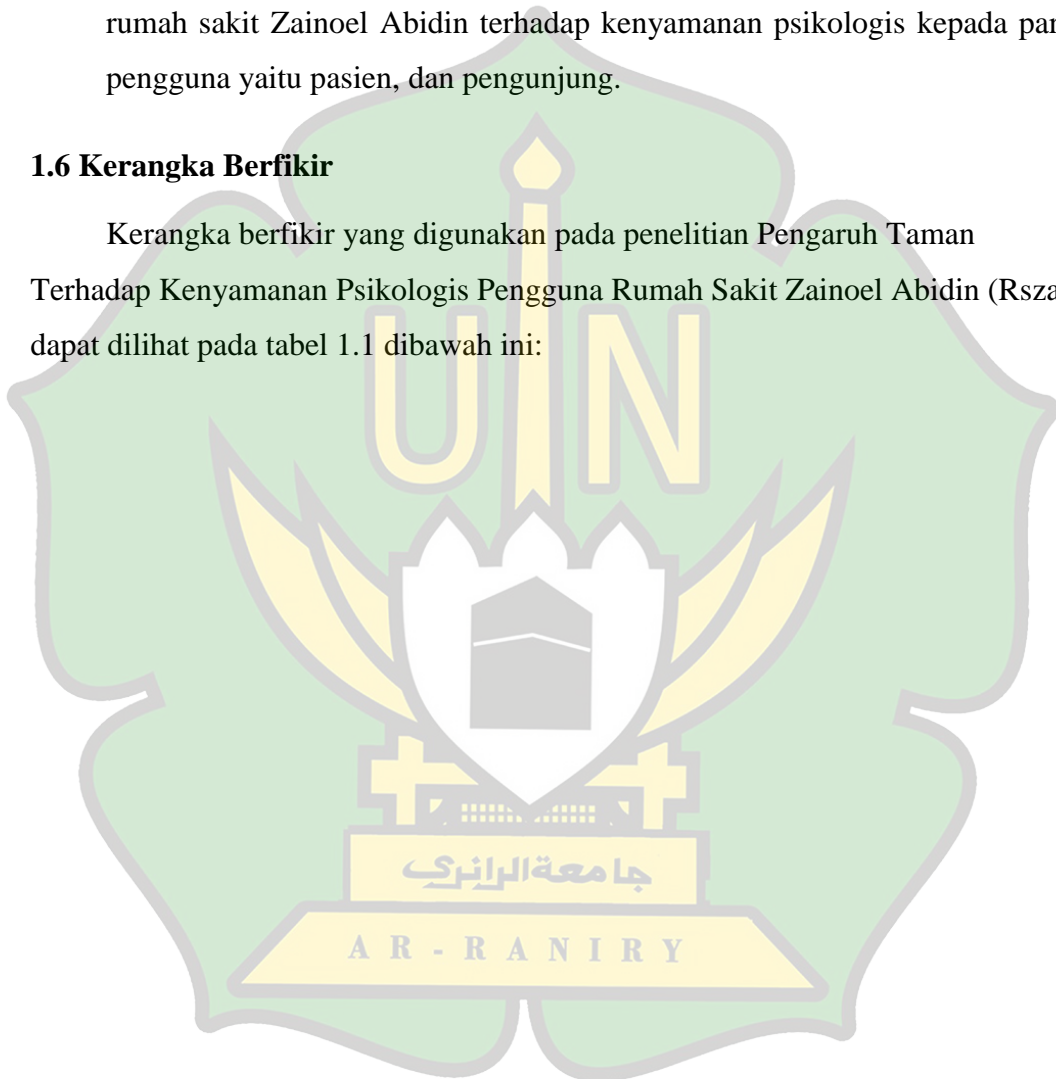 rumah sakit Zainoel Abidin terhadap kenyamanan psikologis kepada par
pengguna yaitu pasien, dan pengunjung.
1.6 Kerangka Berfikir
Kerangka berfikir yang digunakan pada penelitian Pengaruh Taman
Terhadap Kenyamanan Psikologis Pengguna Rumah Sakit Zainoel Abidin (Rsza
dapat dilihat pada tabel 1.1 dibawah ini:
U I N
جامعة الرانري
AR-RANIRY